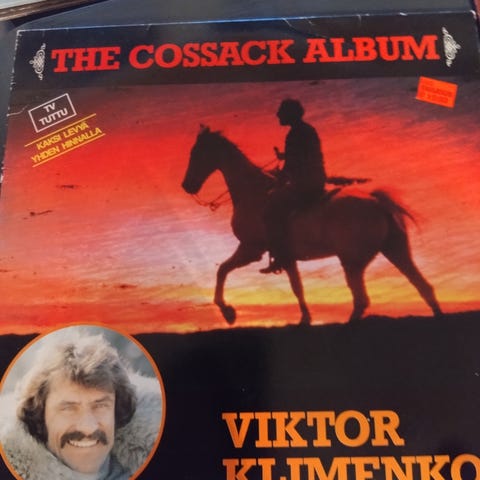 THE COSSACK ALBUM
TV
TUTTU
KAKSI LEVYÄ
YHDEN HINNALLA
VIKTOR
KLIMENKO